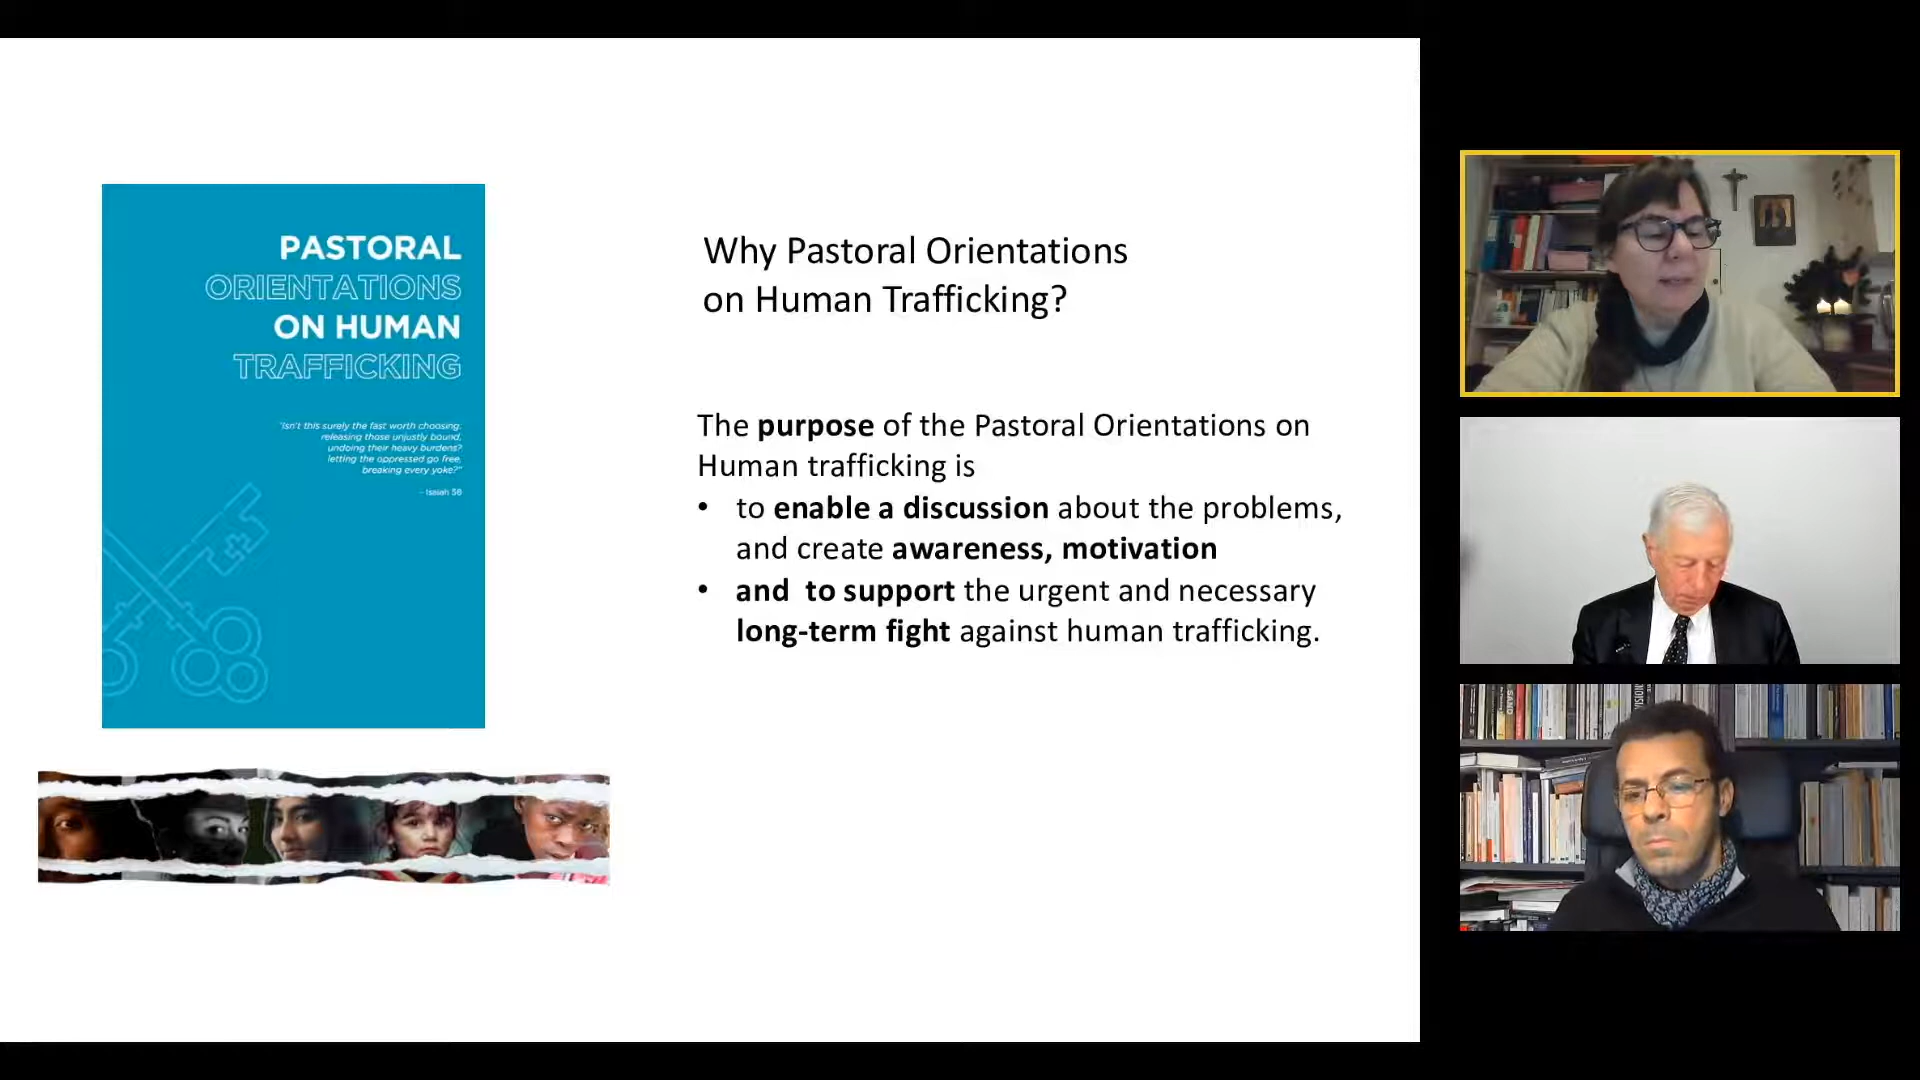 PASTORAL
ORIENTATIONS
ON HUMAN
TRAFFICKING
"Isn't this surely the fast worth choosing:
releasing those unjustly bound,
undoing their heavy burdens?
letting the oppressed go free,
breaking every yoke?"
– Isaiah 58
Why Pastoral Orientations
on Human Trafficking?
The purpose of the Pastoral Orientations on
Human trafficking is
• to enable a discussion about the problems,
and create awareness, motivation
• and  to support the urgent and necessary
long-term fight against human trafficking.
SAND